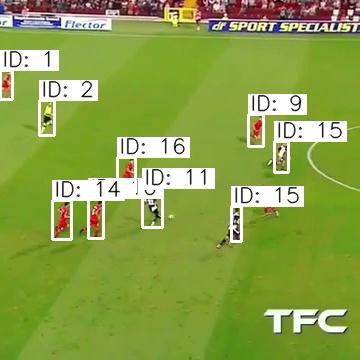 Flector
dr SPORT SPECIALIST
ID: 1
ID: 2
ID: 9
ID: 15
ID: 16
ID: 14
ID: 11
ID: 15
TFC